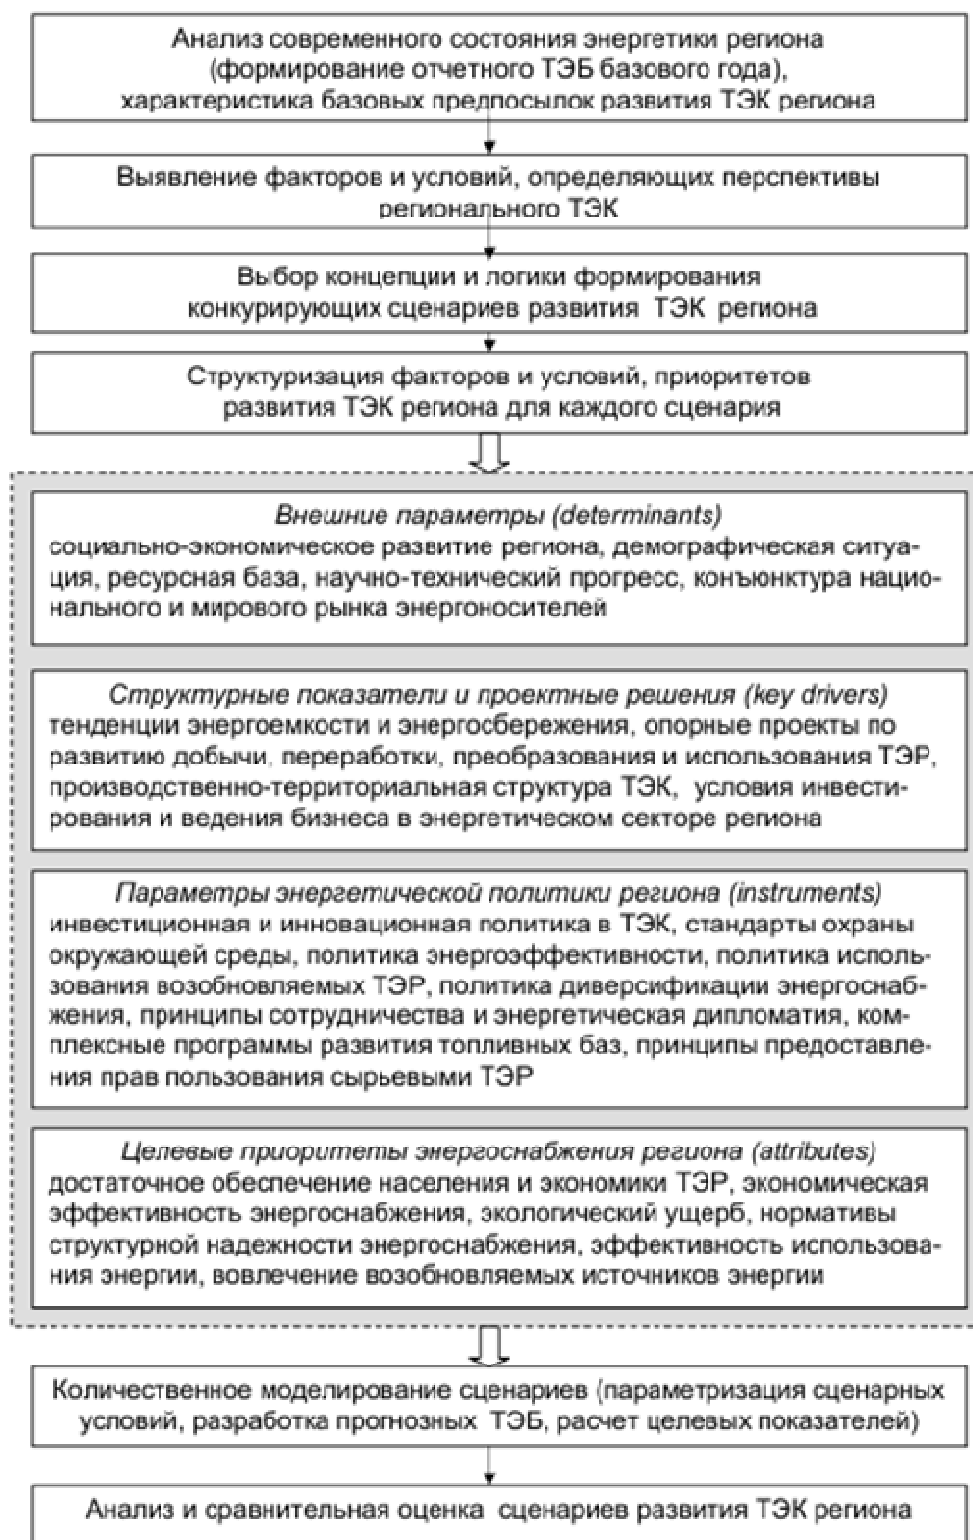 Анализ современного состояния энергетики региона
(формирование отчетного ТЭБ базового года),
характеристика базовых предпосылок развития ТЭК региона
Выявление факторов и условий, определяющих перспективы
регионального ТЭК
Выбор концепции и логики формирования
конкурирующих сценариев развития ТЭК региона
Структуризация факторов и условий, приоритетов
развития ТЭК региона для каждого сценария
Внешние параметры (determinants)
социально-экономическое развитие региона, демографическая ситуа-
ция, ресурсная база, научно-технический прогресс, конъюнктура нацио-
нального и мирового рынка энергоносителей
Структурные показатели и проектные решения (key drivers)
тенденции энергоемкости и энергосбережения, опорные проекты по
развитию добычи, переработки, преобразования и использования ТЭР,
производственно-территориальная структура ТЭК, условия инвести-
рования и ведения бизнеса в энергетическом секторе региона
Параметры энергетической политики региона (instruments)
инвестиционная и инновационная политика в ТЭК, стандарты охраны
окружающей среды, политика энергоэффективности, политика исполь-
зования возобновляемых ТЭР, политика диверсификации энергоснаб-
жения, принципы сотрудничества и энергетическая дипломатия, ком-
плексные программы развития топливных баз, принципы предоставле-
ния прав пользования сырьевыми ТЭР
Целевые приоритеты энергоснабжения региона (attributes)
достаточное обеспечение населения и экономики ТЭР, экономическая
эффективность энергоснабжения, экологический ущерб, нормативы
структурной надежности энергоснабжения, эффективность использова-
ния энергии, вовлечение возобновляемых источников энергии
Количественное моделирование сценариев (параметризация сценарных
условий, разработка прогнозных ТЭБ, расчет целевых показателей)
Анализ и сравнительная оценка сценариев развития ТЭК региона